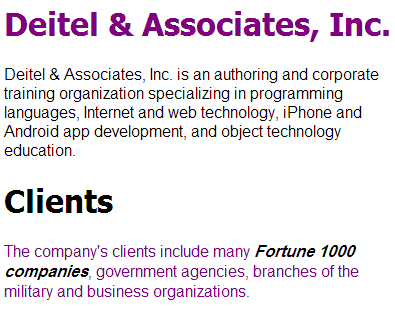 Deitel & Associates, Inc.
Deitel & Associates, Inc. is an authoring and corporate
training organization specializing in programming
languages, Internet and web technology, iPhone and
Android app development, and object technology
education.
Clients
The company's clients include many Fortune 1000
companies, government agencies, branches of the
military and business organizations.